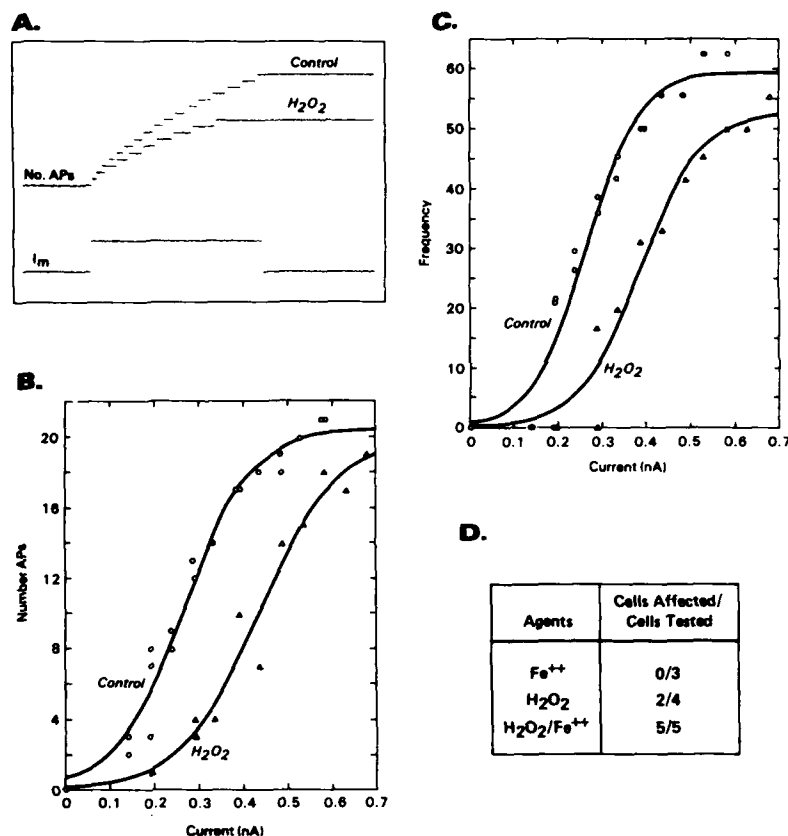 A.
Control
H2O2
No. APs
Im
B.
Number APs
20
16
12
8
4
0
Control
H2O2
0 0.1 0.2 0.3 0.4 0.5 0.6 0.7
Current (nA)
C.
Frequency
60
50
40
30
20
10
0
Control
H2O2
0 0.1 0.2 0.3 0.4 0.5 0.6 0.7
Current (nA)
D.
Agents
Cells Affected/
Cells Tested
Fe++ 0/3
H2O2 2/4
H2O2/Fe++ 5/5